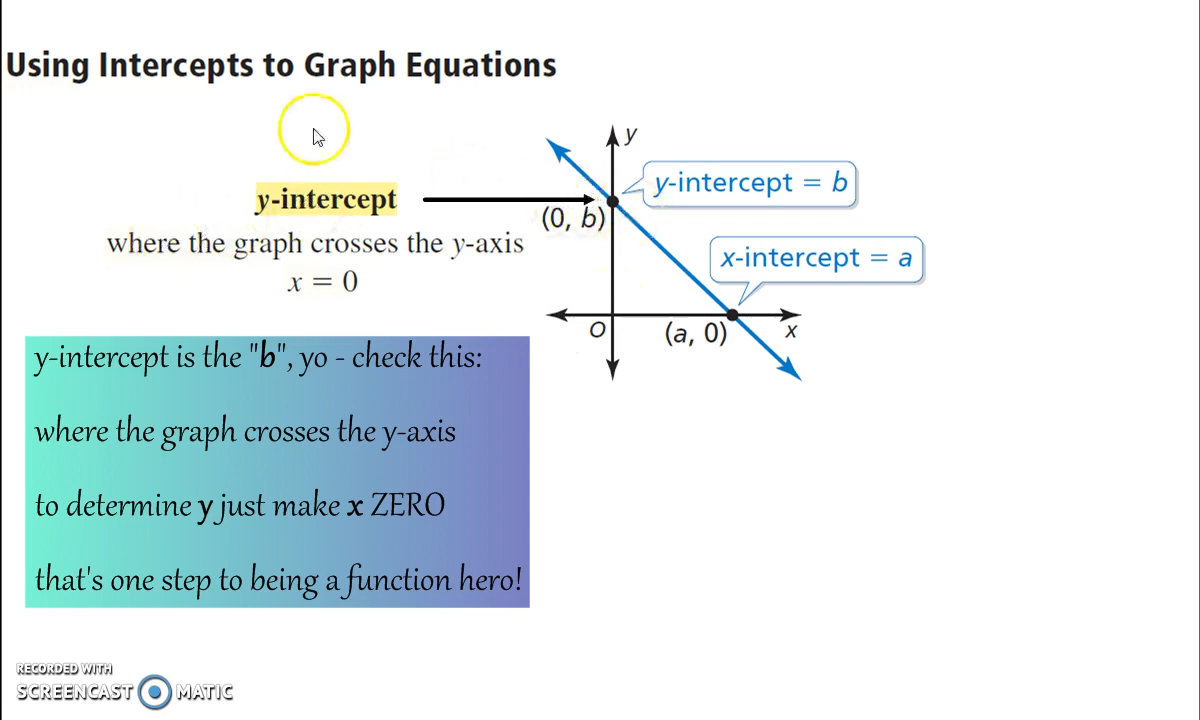 Using Intercepts to Graph Equations
y
y-intercept = b
y-intercept
(0, b)
where the graph crosses the y-axis
x = 0
x-intercept = a
O
(a, 0)
x
y-intercept is the "b", yo - check this:
where the graph crosses the y-axis
to determine y just make x ZERO
that's one step to being a function hero!
RECORDED WITH
SCREENCAST MATIC